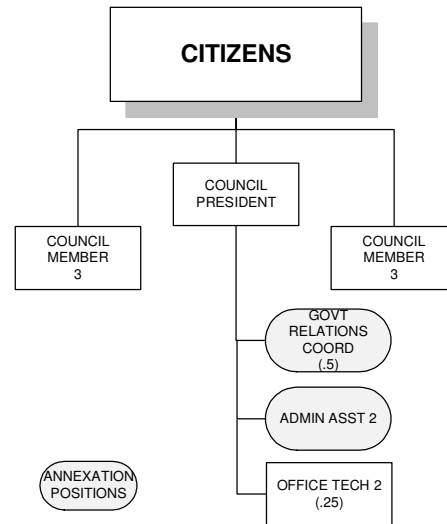 CITIZENS
COUNCIL
PRESIDENT
COUNCIL
MEMBER
3
COUNCIL
MEMBER
3
GOVT
RELATIONS
COORD
(.5)
ADMIN ASST 2
ANNEXATION
POSITIONS
OFFICE TECH 2
(.25)